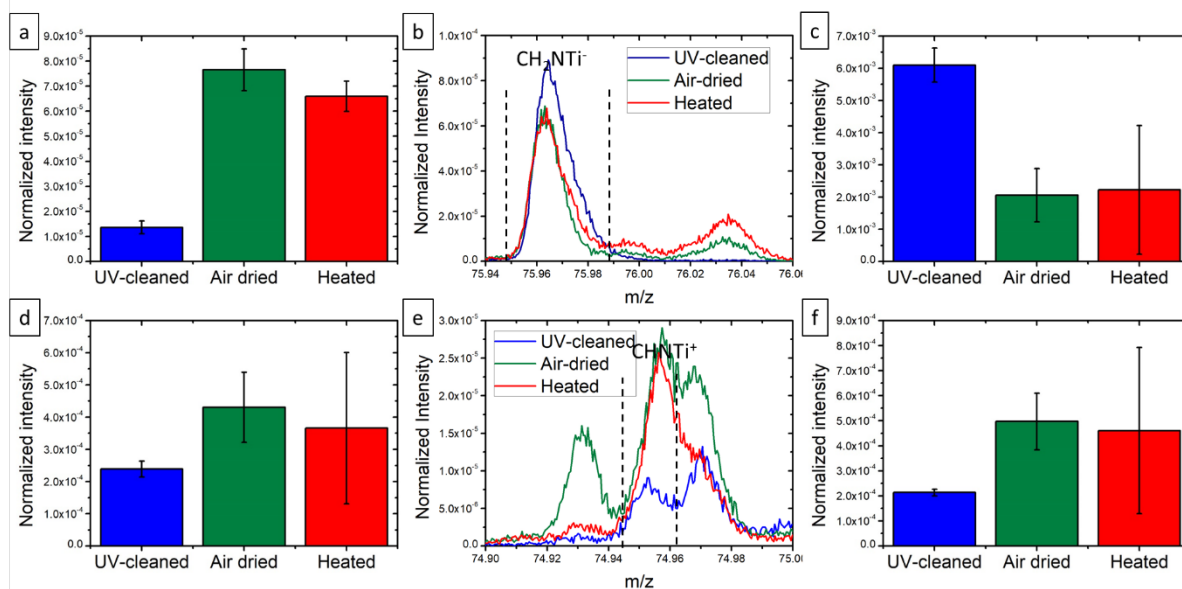 a
9.0x10⁻⁵
8.0x10⁻⁵
7.0x10⁻⁵
6.0x10⁻⁵
5.0x10⁻⁵
4.0x10⁻⁵
3.0x10⁻⁵
2.0x10⁻⁵
1.0x10⁻⁵
0.0
Normalized intensity
UV-cleaned Air dried Heated
b
1.0x10⁻⁴
8.0x10⁻⁵
6.0x10⁻⁵
4.0x10⁻⁵
2.0x10⁻⁵
0.0
Normalized Intensity
CH₂NTi⁻
UV-cleaned
Air-dried
Heated
75.94 75.96 75.98 76.00 76.02 76.04 76.06
m/z
c
7.0x10⁻³
6.0x10⁻³
5.0x10⁻³
4.0x10⁻³
3.0x10⁻³
2.0x10⁻³
1.0x10⁻³
0.0
Normalized intensity
UV-cleaned Air dried Heated
d
7.0x10⁻⁴
6.0x10⁻⁴
5.0x10⁻⁴
4.0x10⁻⁴
3.0x10⁻⁴
2.0x10⁻⁴
1.0x10⁻⁴
0.0
Normalized intensity
UV-cleaned Air dried Heated
e
3.0x10⁻⁵
2.5x10⁻⁵
2.0x10⁻⁵
1.5x10⁻⁵
1.0x10⁻⁵
5.0x10⁻⁶
0.0
Normalized Intensity
UV-cleaned
Air-dried
Heated
CHNTi⁺
74.90 74.92 74.94 74.96 74.98 75.00
m/z
f
9.0x10⁻⁴
8.0x10⁻⁴
7.0x10⁻⁴
6.0x10⁻⁴
5.0x10⁻⁴
4.0x10⁻⁴
3.0x10⁻⁴
2.0x10⁻⁴
1.0x10⁻⁴
0.0
Normalized intensity
UV-cleaned Air dried Heated